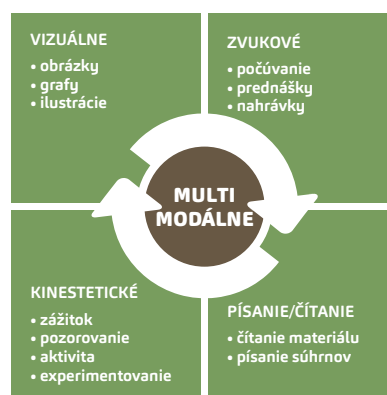 VIZUÁLNE
• obrázky
• grafy
• ilustrácie
ZVUKOVÉ
• počúvanie
• prednášky
• nahrávky
MULTI
MODÁLNE
KINESTETICKÉ
• zážitok
• pozorovanie
• aktivita
• experimentovanie
PÍSANIE/ČÍTANIE
• čítanie materiálu
• písanie súhrnov